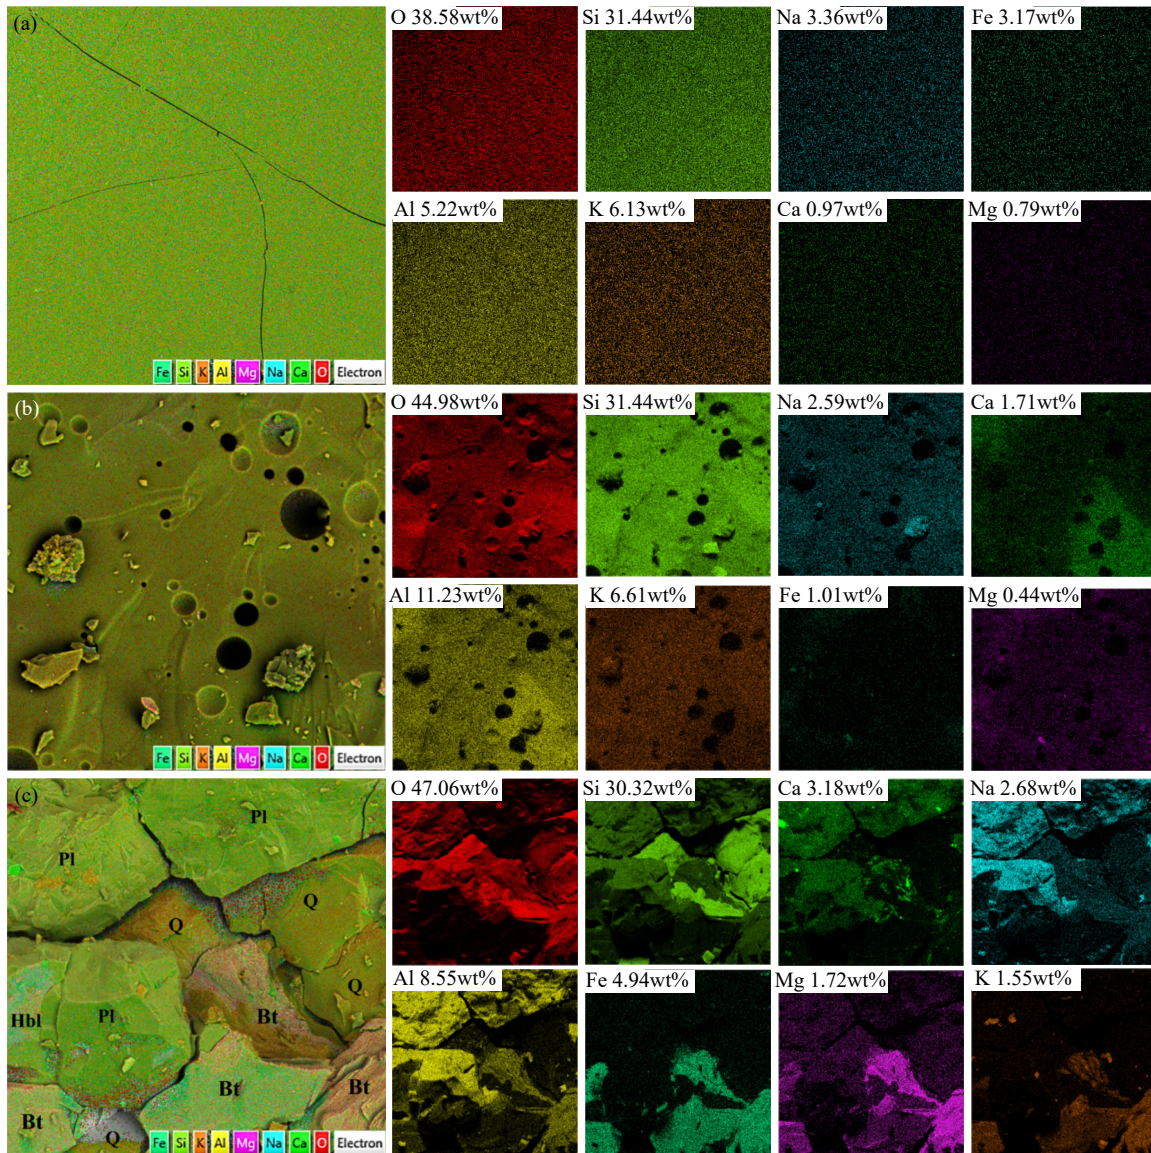 (a)
O 38.58wt%
Si 31.44wt%
Na 3.36wt%
Fe 3.17wt%
Al 5.22wt%
K 6.13wt%
Ca 0.97wt%
Mg 0.79wt%
Fe Si K Al Mg Na Ca O Electron
(b)
O 44.98wt%
Si 31.44wt%
Na 2.59wt%
Ca 1.71wt%
Al 11.23wt%
K 6.61wt%
Fe 1.01wt%
Mg 0.44wt%
Fe Si K Al Mg Na Ca O Electron
(c)
O 47.06wt%
Si 30.32wt%
Ca 3.18wt%
Na 2.68wt%
Pl
Pl
Q
Q
Q
Al 8.55wt%
Fe 4.94wt%
Mg 1.72wt%
K 1.55wt%
Hbl
Pl
Bt
Bt
Bt
Bt
Q
Fe Si K Al Mg Na Ca O Electron